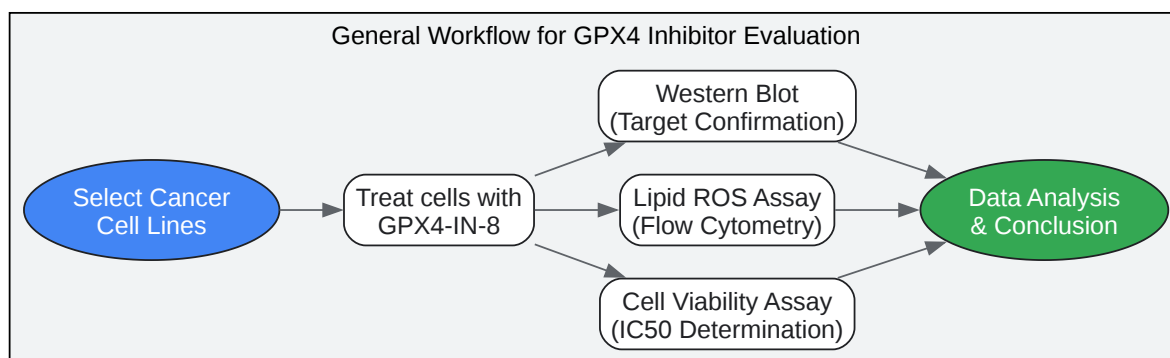 General Workflow for GPX4 Inhibitor Evaluation
Select Cancer
Cell Lines
Treat cells with
GPX4-IN-8
Western Blot
(Target Confirmation)
Lipid ROS Assay
(Flow Cytometry)
Cell Viability Assay
(IC50 Determination)
Data Analysis
& Conclusion